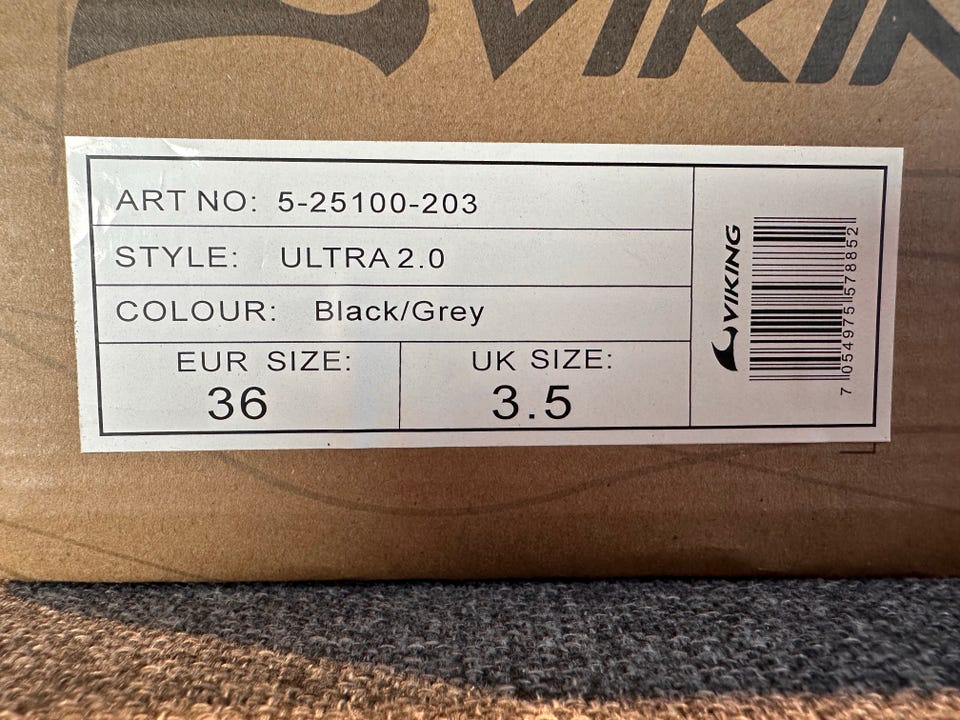 VIKIN
ART NO: 5-25100-203
STYLE: ULTRA 2.0
COLOUR: Black/Grey
EUR SIZE:
36
UK SIZE:
3.5
VIKING
7 054975 578852